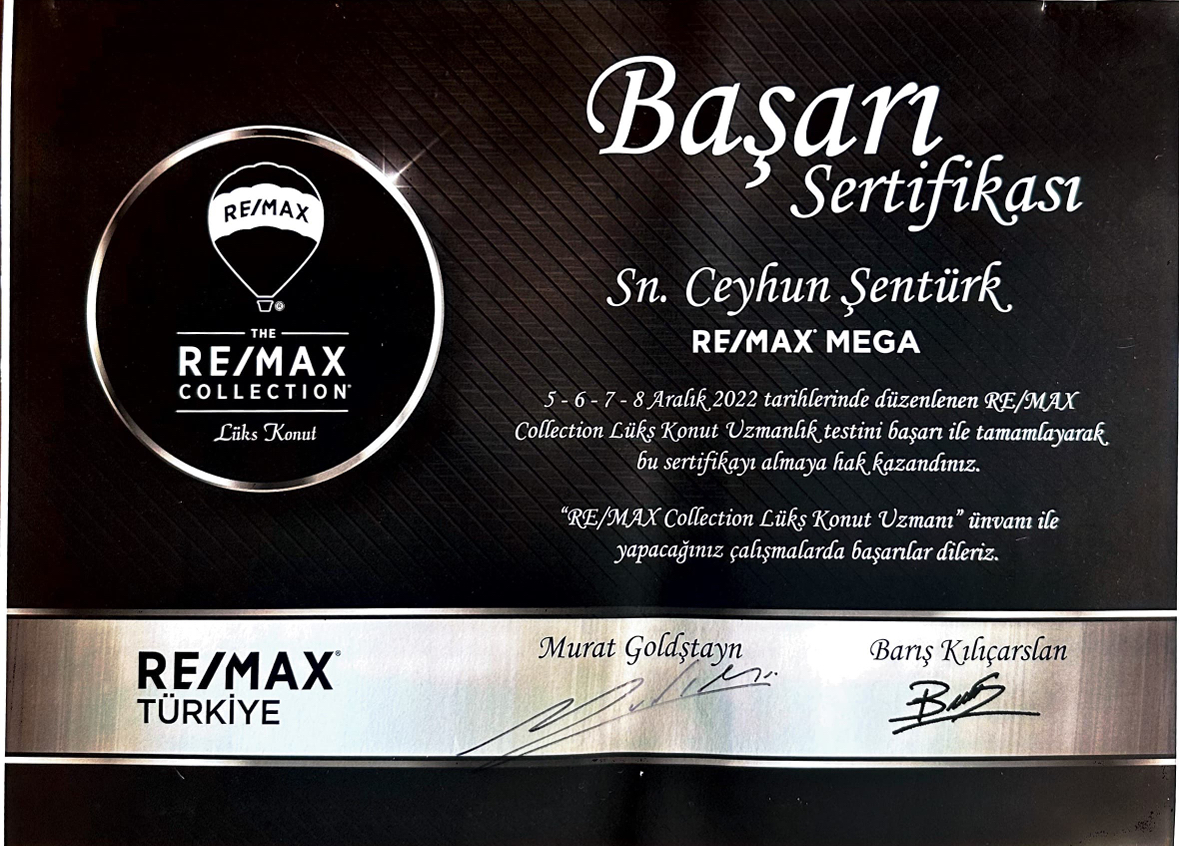 Başarı
Sertifikası
RE/MAX
THE
RE/MAX
COLLECTION®
Lüks Konut
Sn. Ceyhun Şentürk
RE/MAX® MEGA
5 - 6 - 7 - 8 Aralık 2022 tarihlerinde düzenlenen RE/MAX
Collection Lüks Konut Uzmanlık testini başarı ile tamamlayarak
bu sertifikayı almaya hak kazandınız.
“RE/MAX Collection Lüks Konut Uzmanı” ünvanı ile
yapacağınız çalışmalarda başarılar dileriz.
RE/MAX®
TÜRKİYE
Murat Goldştayn
Barış Kılıçarslan